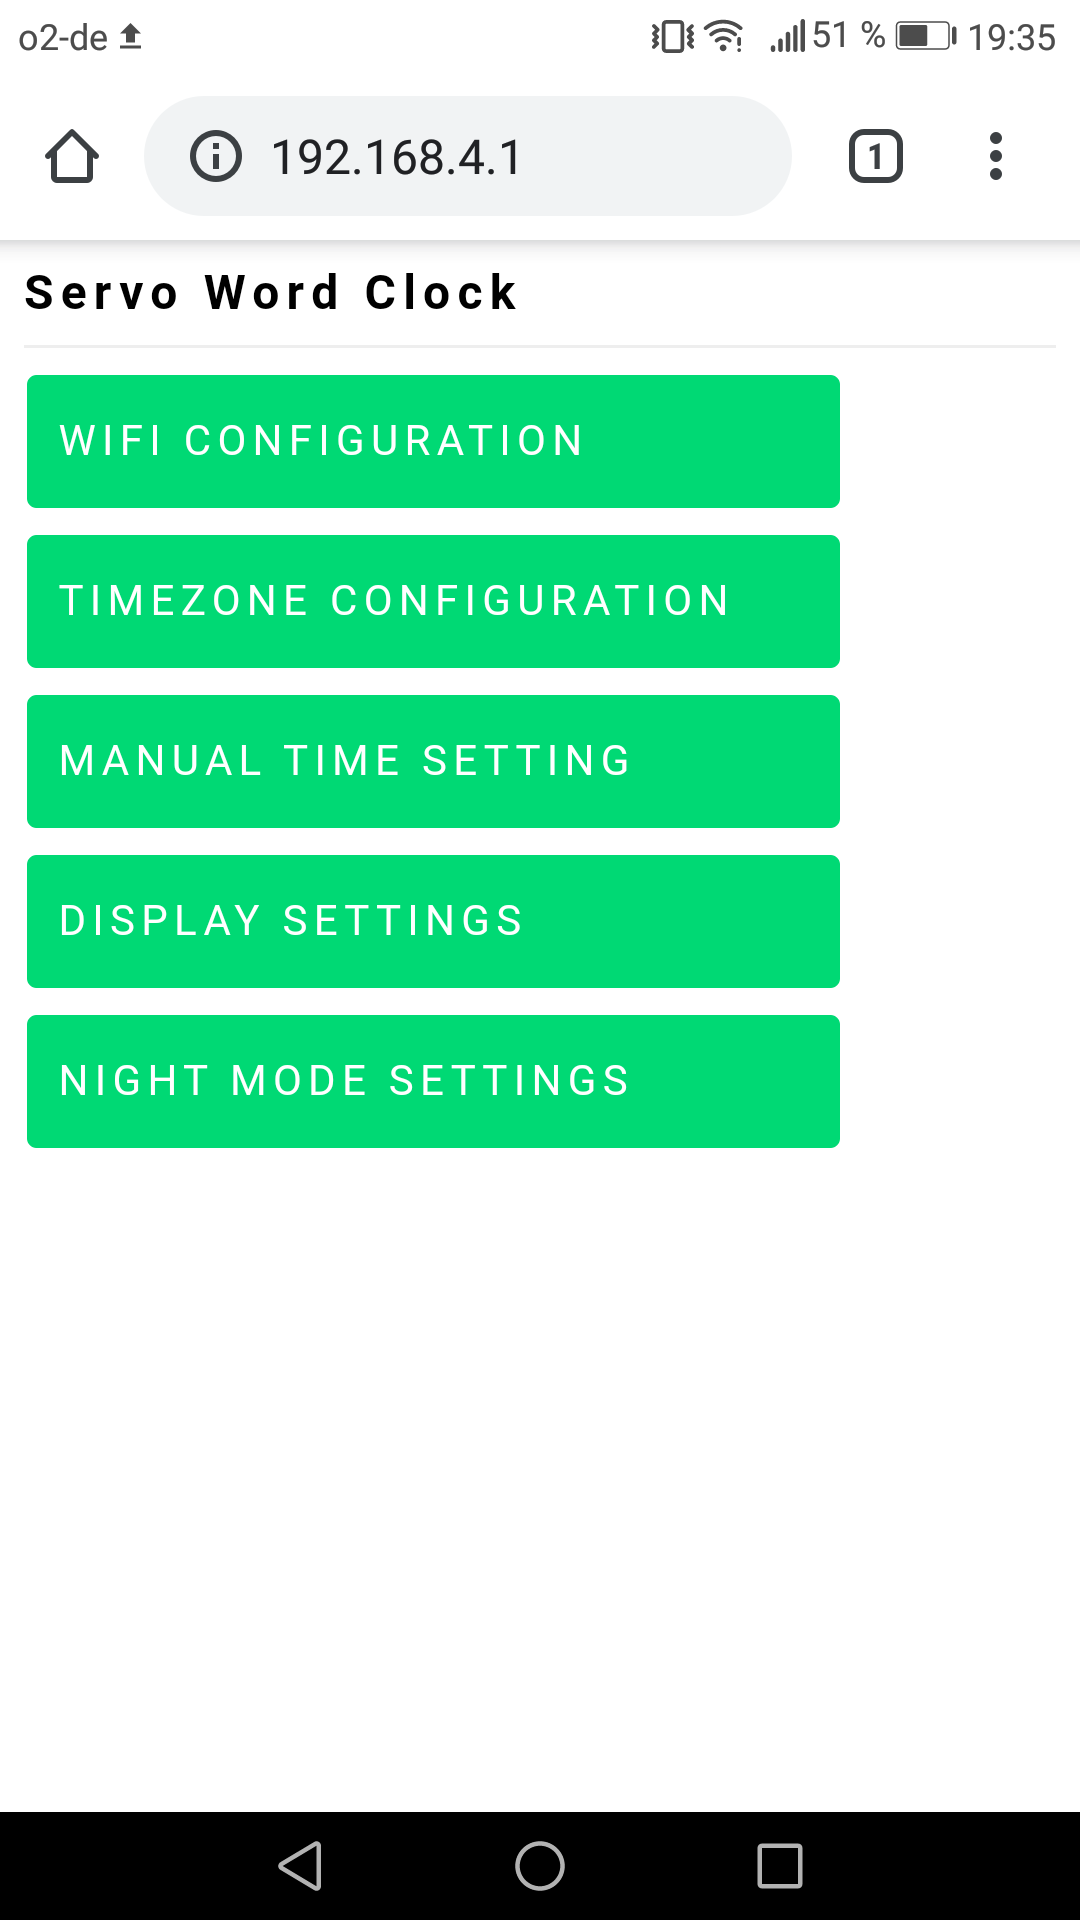 o2-de 51 % 19:35
192.168.4.1 1
Servo Word Clock
WIFI CONFIGURATION
TIMEZONE CONFIGURATION
MANUAL TIME SETTING
DISPLAY SETTINGS
NIGHT MODE SETTINGS